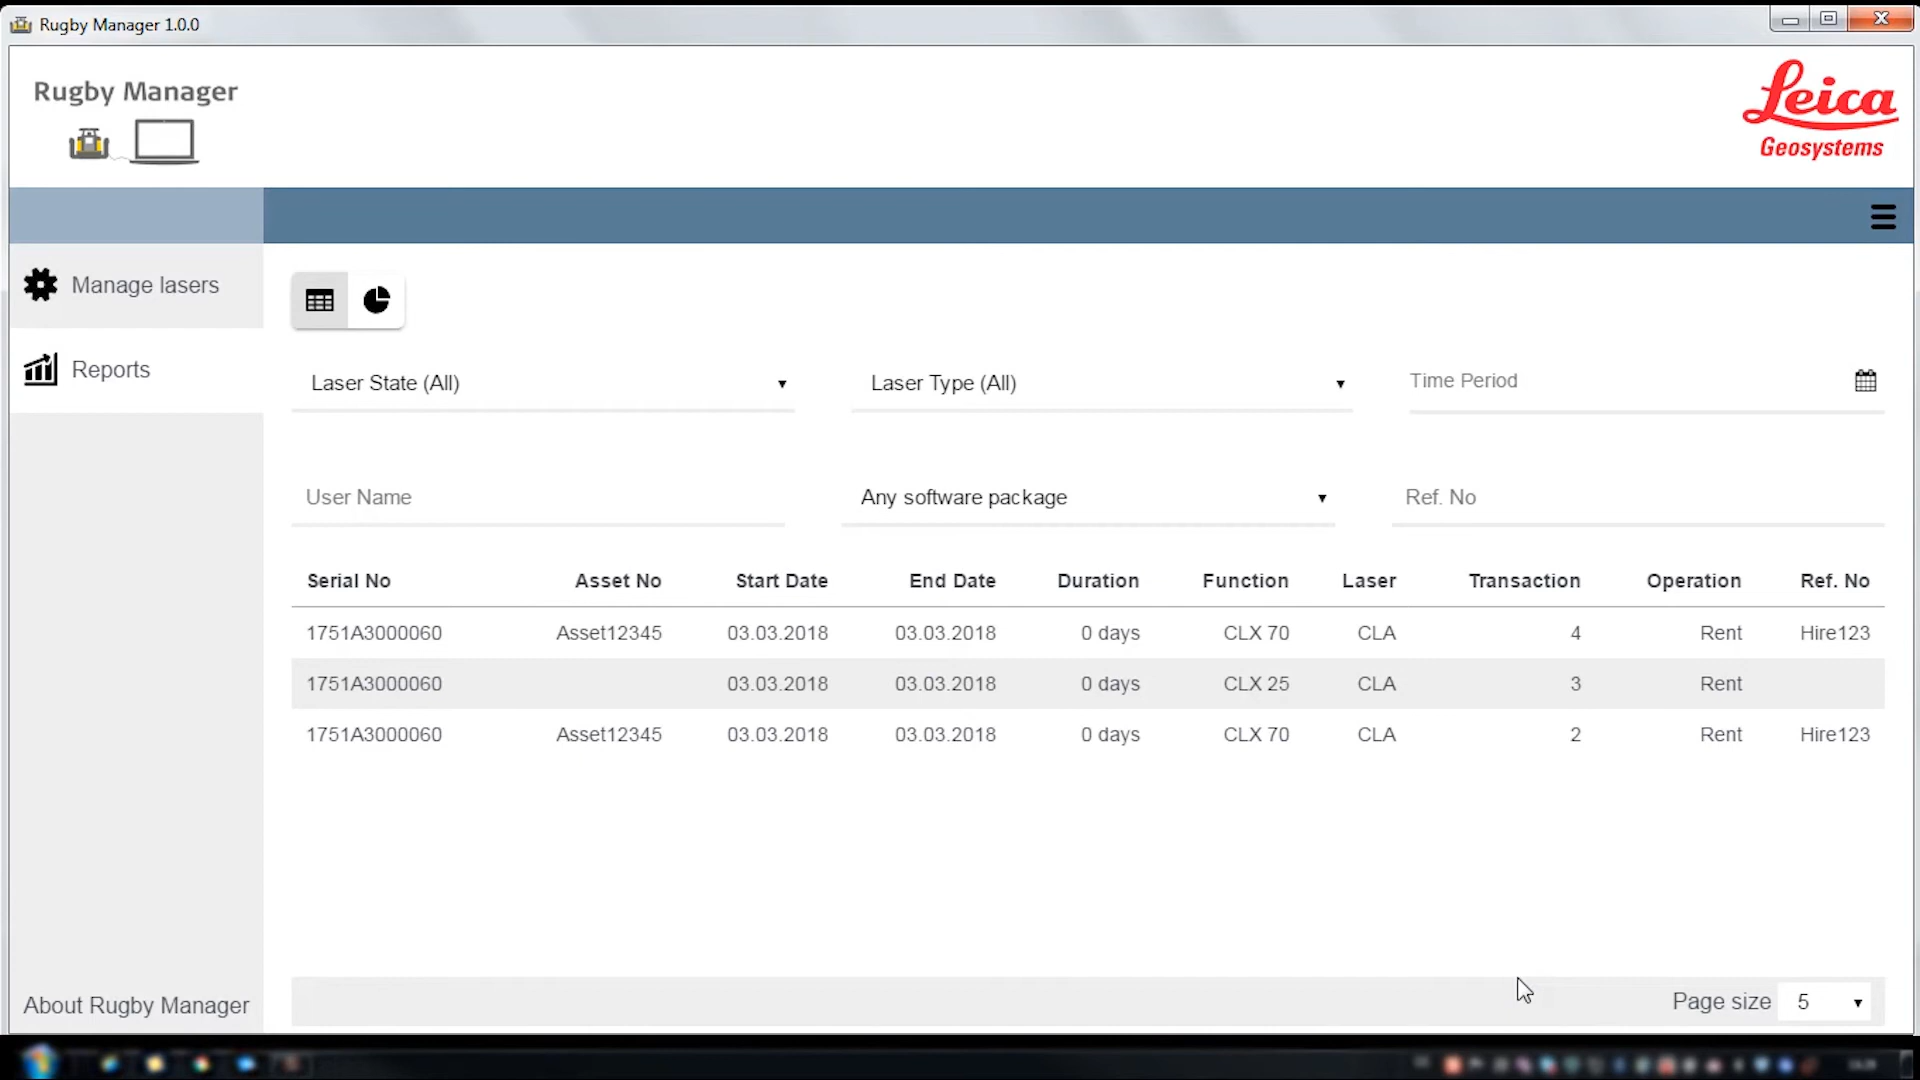 Rugby Manager 1.0.0
Rugby Manager
Leica
Geosystems
Manage lasers
Reports
Laser State (All)
Laser Type (All)
Time Period
User Name
Any software package
Ref. No
Serial No Asset No Start Date End Date Duration Function Laser Transaction Operation Ref. No
1751A3000060 Asset12345 03.03.2018 03.03.2018 0 days CLX 70 CLA 4 Rent Hire123
1751A3000060 03.03.2018 03.03.2018 0 days CLX 25 CLA 3 Rent
1751A3000060 Asset12345 03.03.2018 03.03.2018 0 days CLX 70 CLA 2 Rent Hire123
About Rugby Manager
Page size 5